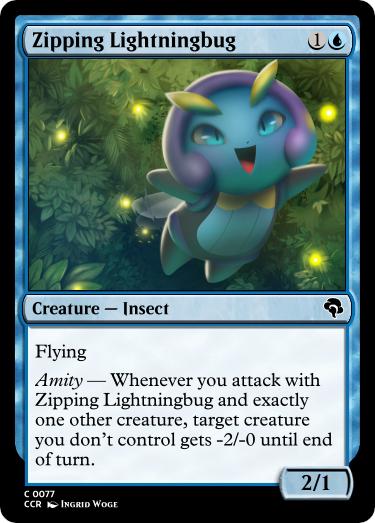 Zipping Lightningbug 1
Creature — Insect
Flying
Amity — Whenever you attack with
Zipping Lightningbug and exactly
one other creature, target creature
you don't control gets -2/-0 until end
of turn.
2/1
C 0077
CCR Ingrid Woge